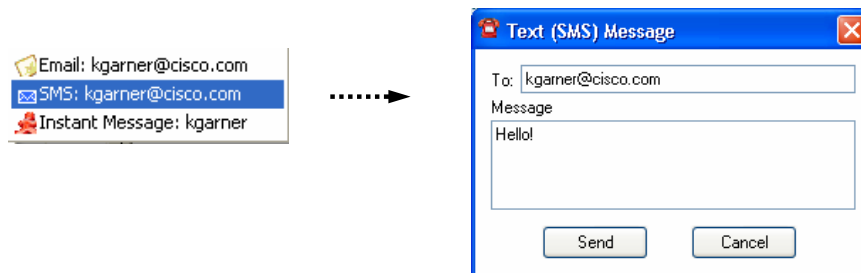 Email: kgarner@cisco.com
SMS: kgarner@cisco.com
Instant Message: kgarner
Text (SMS) Message
To: kgarner@cisco.com
Message
Hello!
Send Cancel